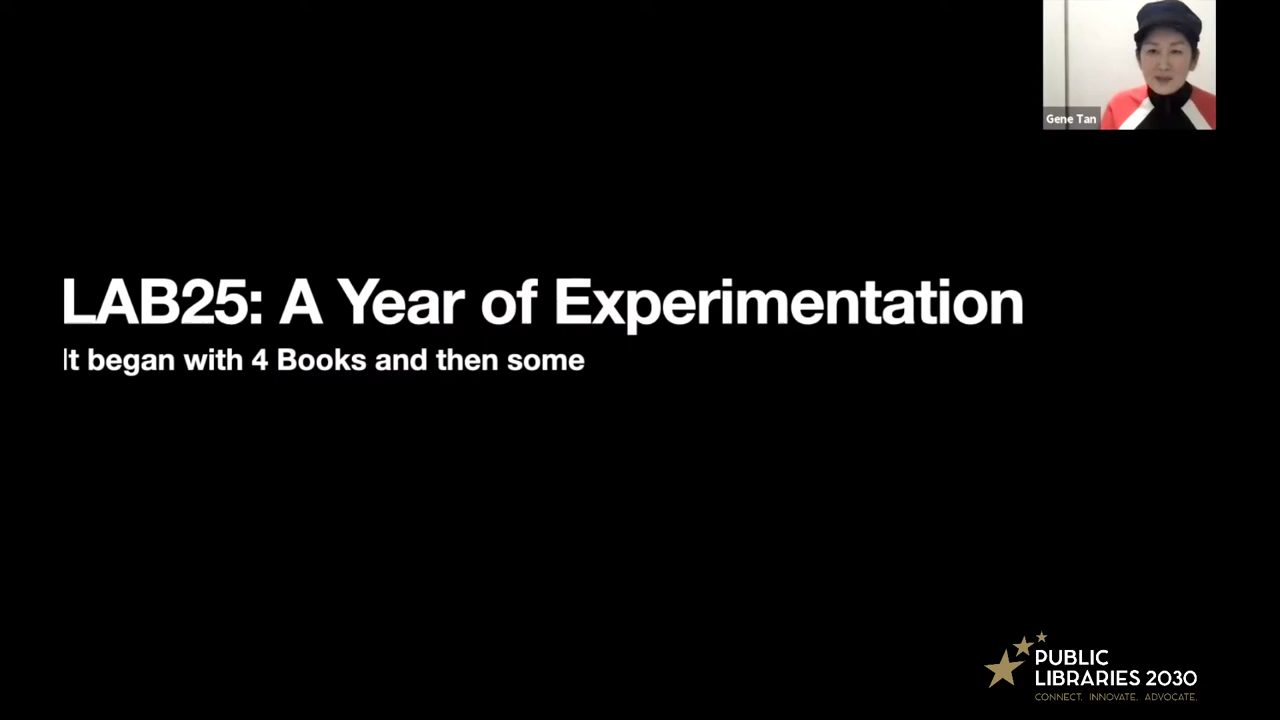 Gene Tan
LAB25: A Year of Experimentation
It began with 4 Books and then some
PUBLIC
LIBRARIES 2030
CONNECT. INNOVATE. ADVOCATE.